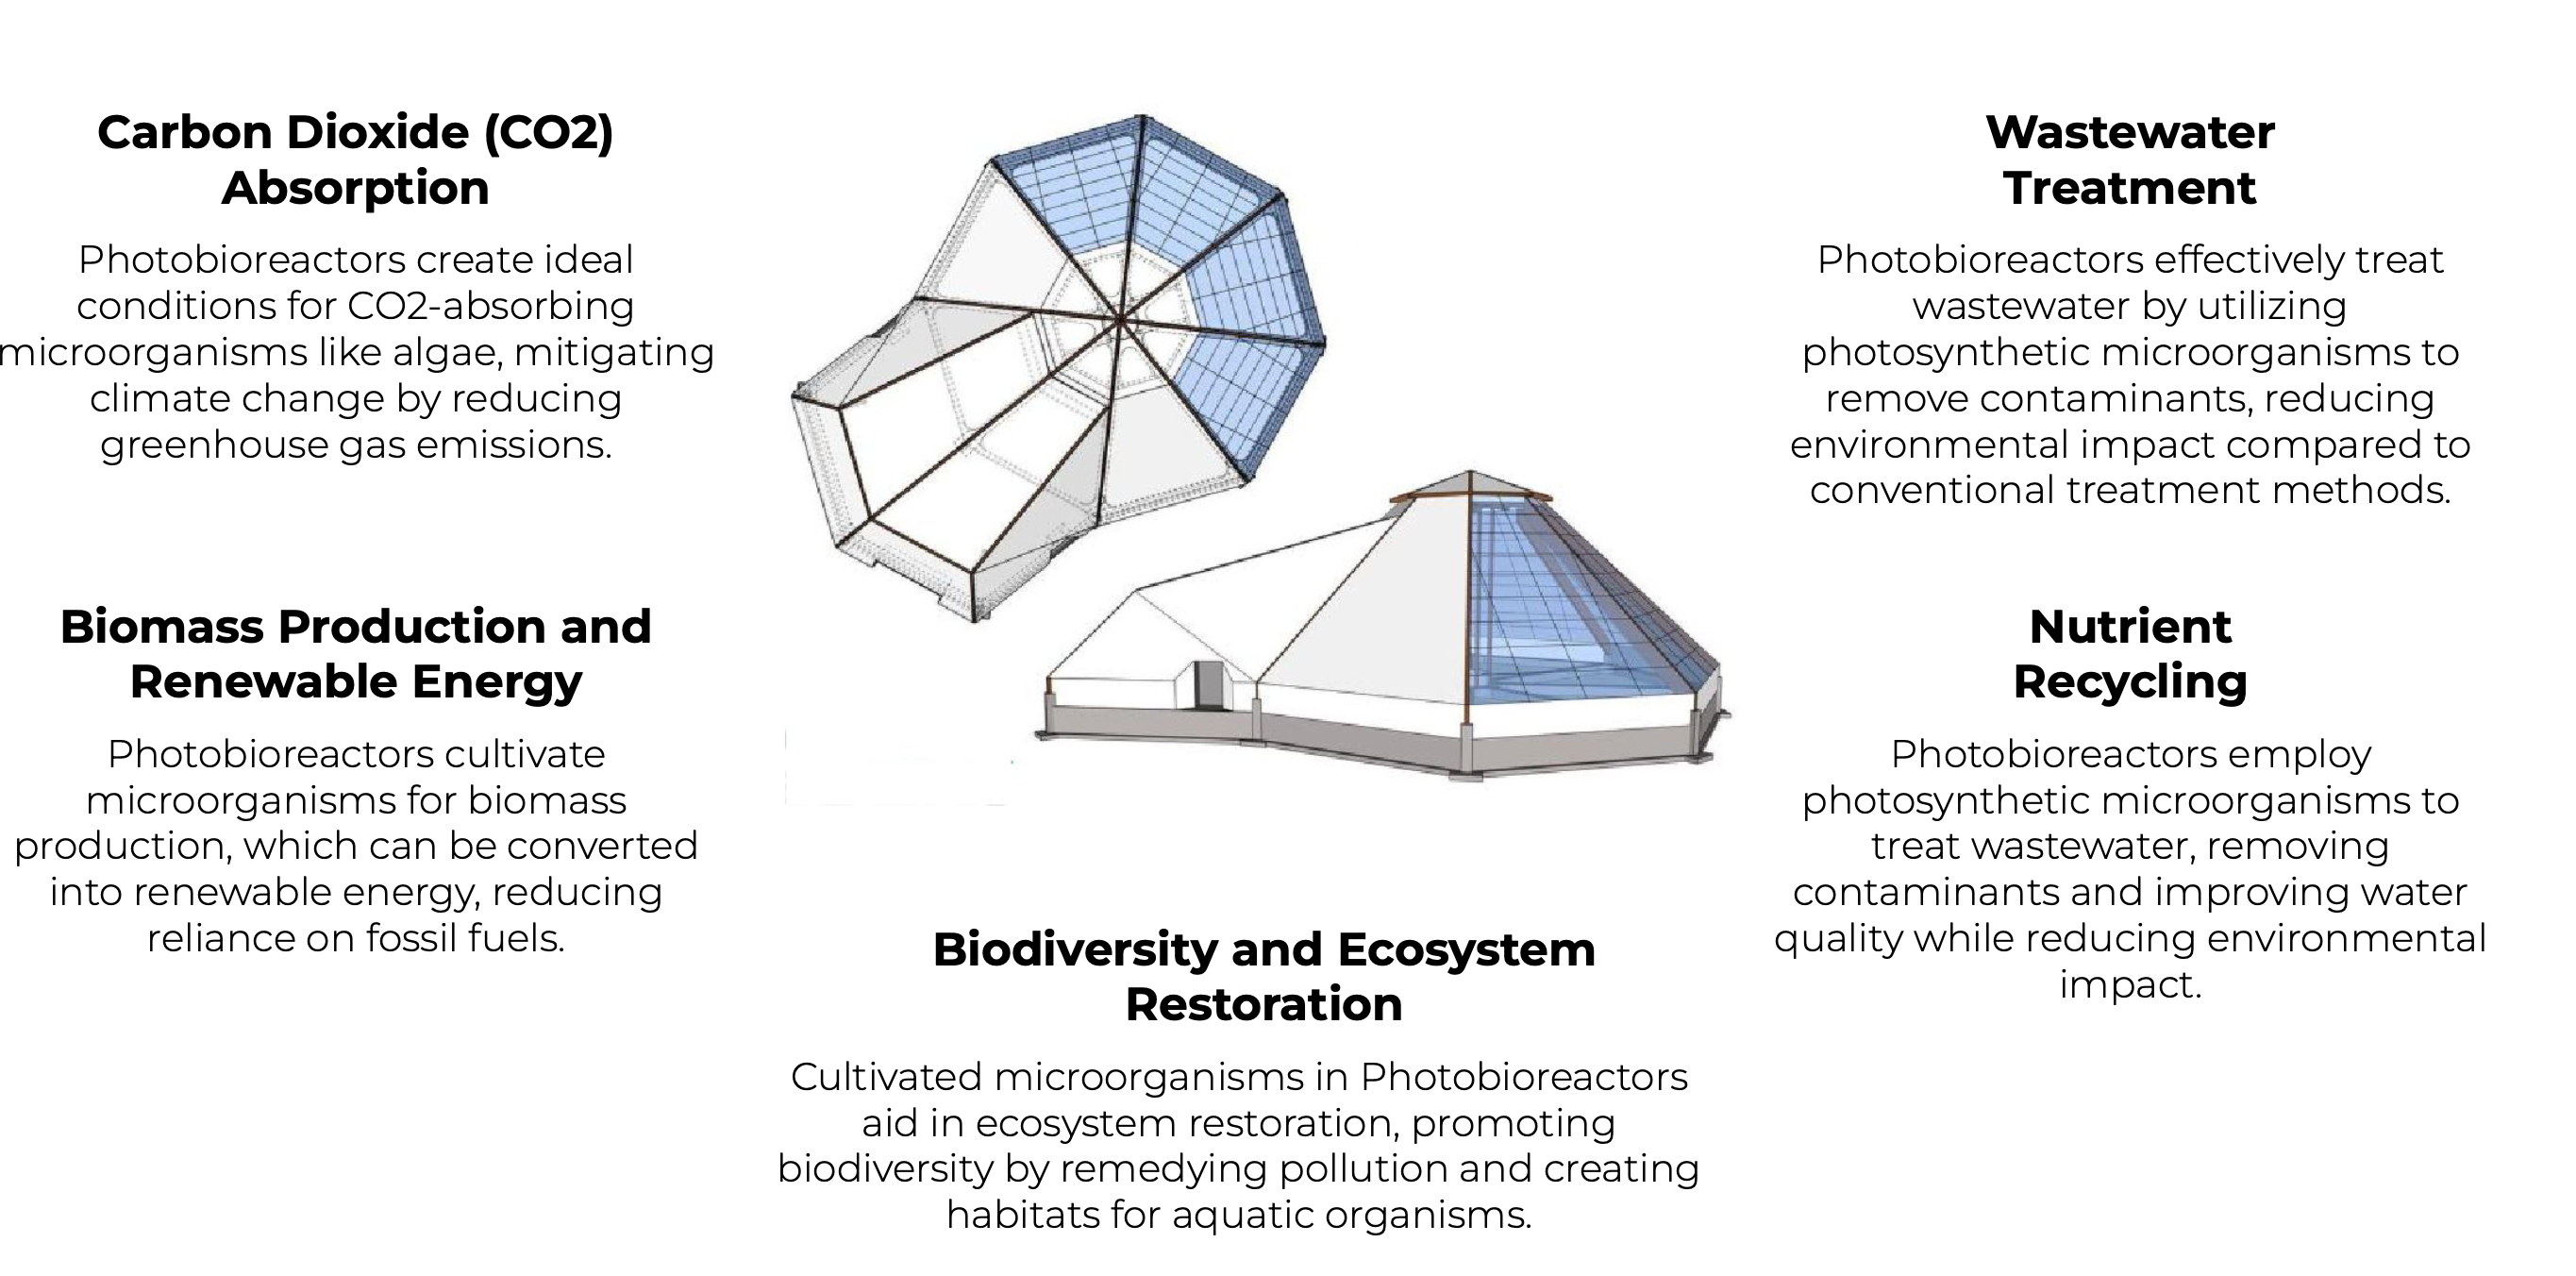 Carbon Dioxide (CO2)
Absorption
Photobioreactors create ideal
conditions for CO2-absorbing
microorganisms like algae, mitigating
climate change by reducing
greenhouse gas emissions.
Biomass Production and
Renewable Energy
Photobioreactors cultivate
microorganisms for biomass
production, which can be converted
into renewable energy, reducing
reliance on fossil fuels.
Biodiversity and Ecosystem
Restoration
Cultivated microorganisms in Photobioreactors
aid in ecosystem restoration, promoting
biodiversity by remedying pollution and creating
habitats for aquatic organisms.
Wastewater
Treatment
Photobioreactors effectively treat
wastewater by utilizing
photosynthetic microorganisms to
remove contaminants, reducing
environmental impact compared to
conventional treatment methods.
Nutrient
Recycling
Photobioreactors employ
photosynthetic microorganisms to
treat wastewater, removing
contaminants and improving water
quality while reducing environmental
impact.